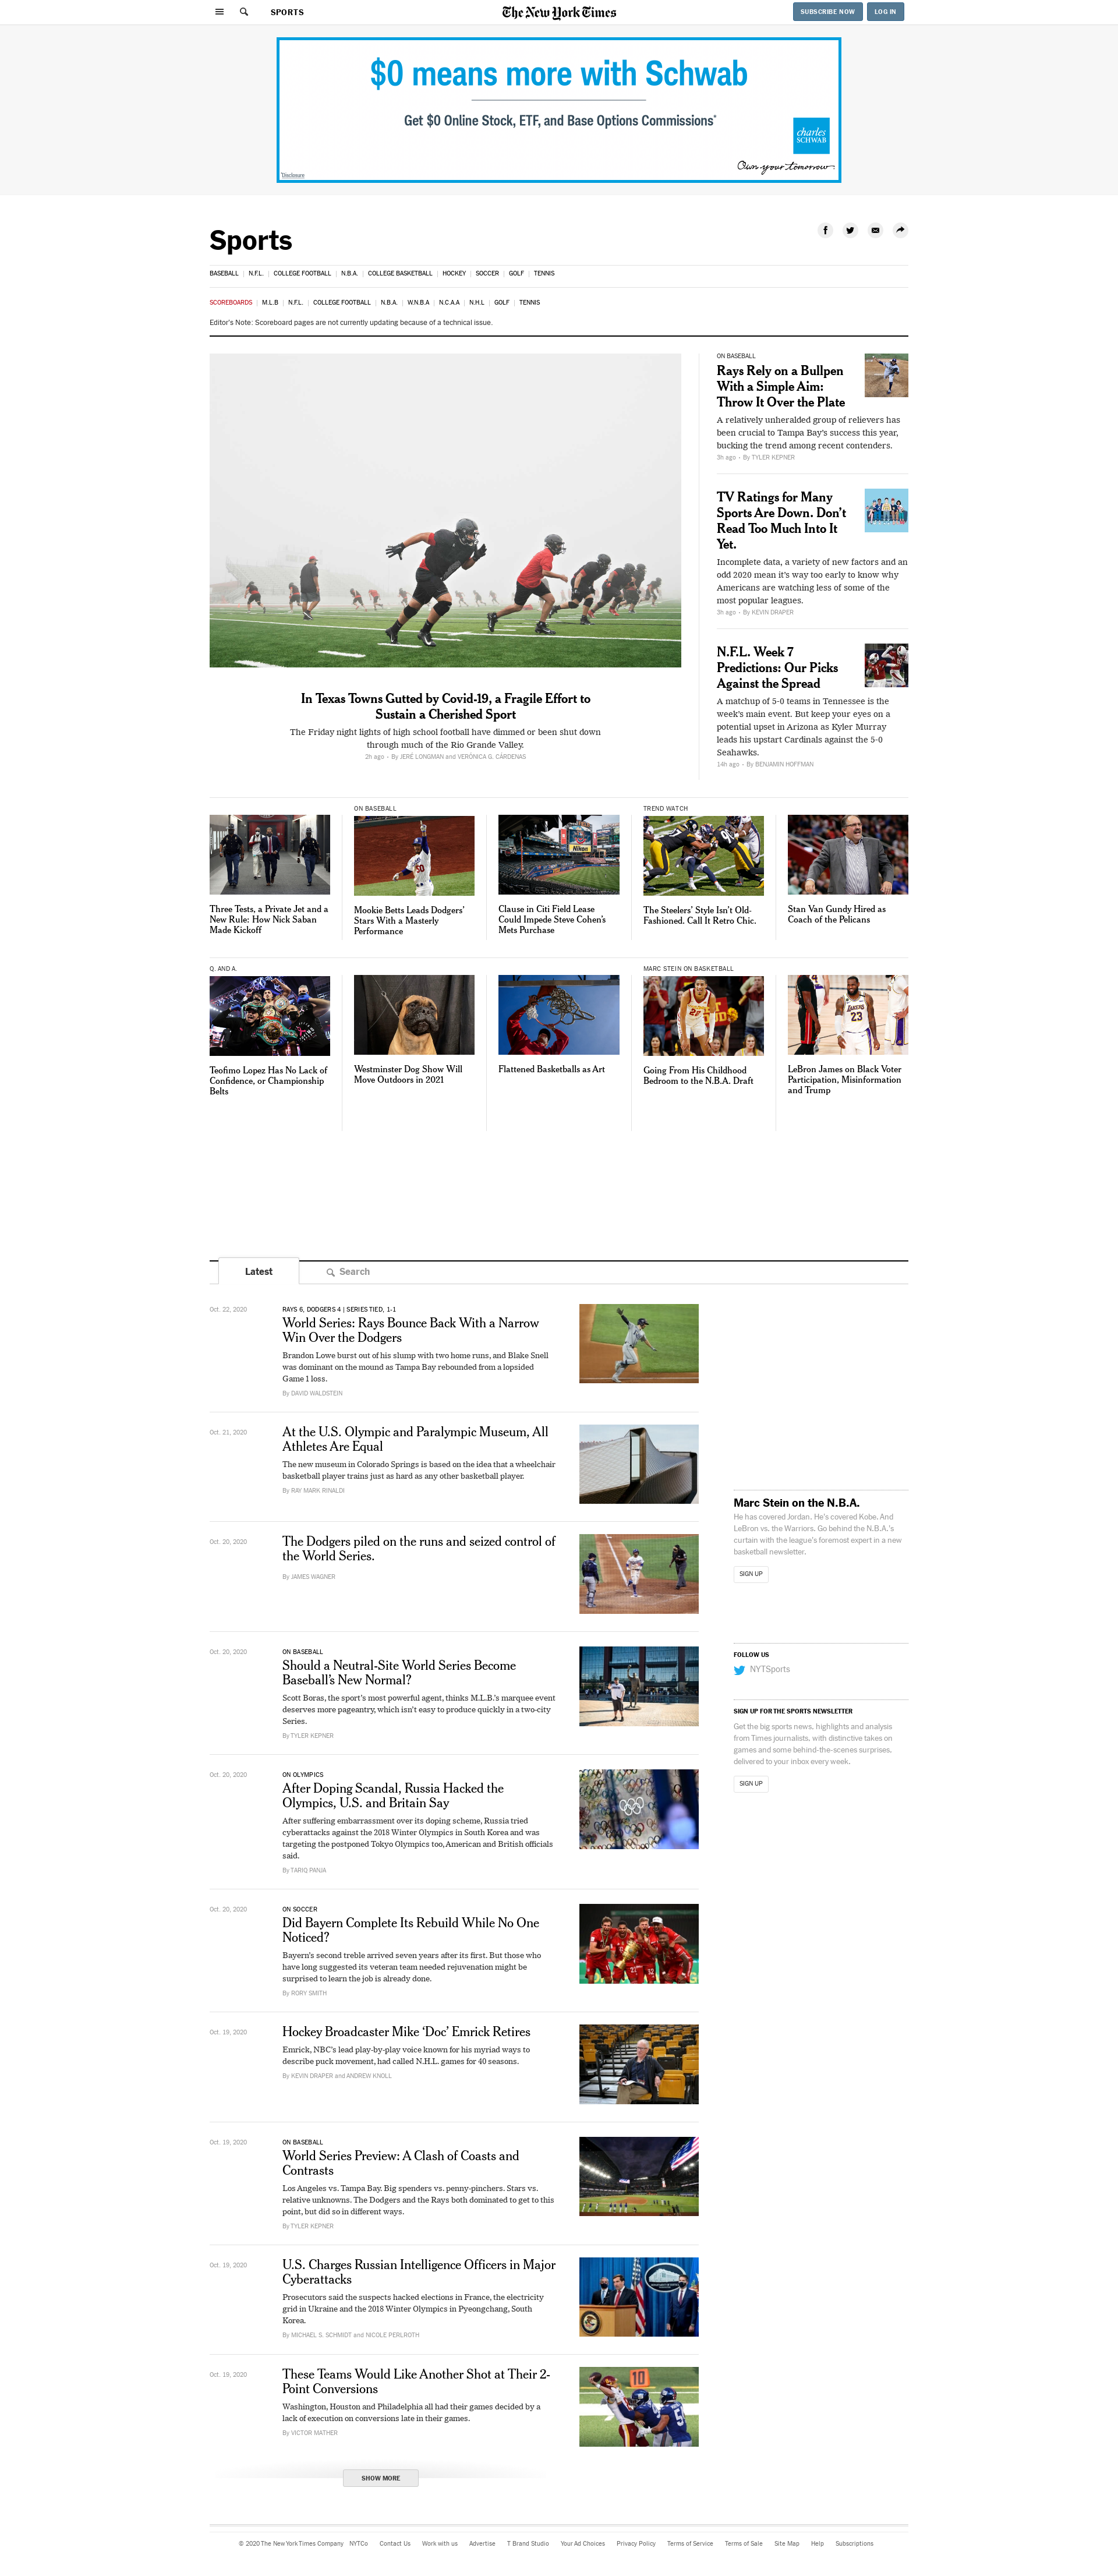 SPORTS
The New York Times
SUBSCRIBE NOW
LOG IN
$0 means more with Schwab
Get $0 Online Stock, ETF, and Base Options Commissions*
charles
SCHWAB
Own your tomorrow.
Disclosure
Sports
BASEBALL | N.F.L. | COLLEGE FOOTBALL | N.B.A. | COLLEGE BASKETBALL | HOCKEY | SOCCER | GOLF | TENNIS
SCOREBOARDS | M.L.B | N.F.L. | COLLEGE FOOTBALL | N.B.A. | W.N.B.A | N.C.A.A | N.H.L | GOLF | TENNIS
Editor's Note: Scoreboard pages are not currently updating because of a technical issue.
In Texas Towns Gutted by Covid-19, a Fragile Effort to
Sustain a Cherished Sport
The Friday night lights of high school football have dimmed or been shut down
through much of the Rio Grande Valley.
2h ago • By JERÉ LONGMAN and VERÓNICA G. CÁRDENAS
ON BASEBALL
Rays Rely on a Bullpen
With a Simple Aim:
Throw It Over the Plate
A relatively unheralded group of relievers has
been crucial to Tampa Bay's success this year,
bucking the trend among recent contenders.
3h ago • By TYLER KEPNER
TV Ratings for Many
Sports Are Down. Don't
Read Too Much Into It
Yet.
Incomplete data, a variety of new factors and an
odd 2020 mean it's way too early to know why
Americans are watching less of some of the
most popular leagues.
3h ago • By KEVIN DRAPER
N.F.L. Week 7
Predictions: Our Picks
Against the Spread
A matchup of 5-0 teams in Tennessee is the
week's main event. But keep your eyes on a
potential upset in Arizona as Kyler Murray
leads his upstart Cardinals against the 5-0
Seahawks.
14h ago • By BENJAMIN HOFFMAN
Three Tests, a Private Jet and a
New Rule: How Nick Saban
Made Kickoff
ON BASEBALL
50
Mookie Betts Leads Dodgers'
Stars With a Masterly
Performance
Nikon
Clause in Citi Field Lease
Could Impede Steve Cohen's
Mets Purchase
TREND WATCH
The Steelers' Style Isn't Old-
Fashioned. Call It Retro Chic.
Stan Van Gundy Hired as
Coach of the Pelicans
Q. AND A.
Teofimo Lopez Has No Lack of
Confidence, or Championship
Belts
Westminster Dog Show Will
Move Outdoors in 2021
Flattened Basketballs as Art
MARC STEIN ON BASKETBALL
Going From His Childhood
Bedroom to the N.B.A. Draft
LAKERS
23
LeBron James on Black Voter
Participation, Misinformation
and Trump
Latest
Search
Oct. 22, 2020
RAYS 6, DODGERS 4 | SERIES TIED, 1-1
World Series: Rays Bounce Back With a Narrow
Win Over the Dodgers
Brandon Lowe burst out of his slump with two home runs, and Blake Snell
was dominant on the mound as Tampa Bay rebounded from a lopsided
Game 1 loss.
By DAVID WALDSTEIN
Oct. 21, 2020
At the U.S. Olympic and Paralympic Museum, All
Athletes Are Equal
The new museum in Colorado Springs is based on the idea that a wheelchair
basketball player trains just as hard as any other basketball player.
By RAY MARK RINALDI
Oct. 20, 2020
The Dodgers piled on the runs and seized control of
the World Series.
By JAMES WAGNER
Oct. 20, 2020
ON BASEBALL
Should a Neutral-Site World Series Become
Baseball's New Normal?
Scott Boras, the sport's most powerful agent, thinks M.L.B.'s marquee event
deserves more pageantry, which isn't easy to produce quickly in a two-city
Series.
By TYLER KEPNER
Oct. 20, 2020
ON OLYMPICS
After Doping Scandal, Russia Hacked the
Olympics, U.S. and Britain Say
After suffering embarrassment over its doping scheme, Russia tried
cyberattacks against the 2018 Winter Olympics in South Korea and was
targeting the postponed Tokyo Olympics too, American and British officials
said.
By TARIQ PANJA
Oct. 20, 2020
ON SOCCER
Did Bayern Complete Its Rebuild While No One
Noticed?
Bayern's second treble arrived seven years after its first. But those who
have long suggested its veteran team needed rejuvenation might be
surprised to learn the job is already done.
By RORY SMITH
Oct. 19, 2020
Hockey Broadcaster Mike 'Doc' Emrick Retires
Emrick, NBC's lead play-by-play voice known for his myriad ways to
describe puck movement, had called N.H.L. games for 40 seasons.
By KEVIN DRAPER and ANDREW KNOLL
Oct. 19, 2020
ON BASEBALL
World Series Preview: A Clash of Coasts and
Contrasts
Los Angeles vs. Tampa Bay. Big spenders vs. penny-pinchers. Stars vs.
relative unknowns. The Dodgers and the Rays both dominated to get to this
point, but did so in different ways.
By TYLER KEPNER
Oct. 19, 2020
U.S. Charges Russian Intelligence Officers in Major
Cyberattacks
Prosecutors said the suspects hacked elections in France, the electricity
grid in Ukraine and the 2018 Winter Olympics in Pyeongchang, South
Korea.
By MICHAEL S. SCHMIDT and NICOLE PERLROTH
Oct. 19, 2020
These Teams Would Like Another Shot at Their 2-
Point Conversions
Washington, Houston and Philadelphia all had their games decided by a
lack of execution on conversions late in their games.
By VICTOR MATHER
10
SHOW MORE
Marc Stein on the N.B.A.
He has covered Jordan. He's covered Kobe. And
LeBron vs. the Warriors. Go behind the N.B.A.'s
curtain with the league's foremost expert in a new
basketball newsletter.
SIGN UP
FOLLOW US
NYTSports
SIGN UP FOR THE SPORTS NEWSLETTER
Get the big sports news, highlights and analysis
from Times journalists, with distinctive takes on
games and some behind-the-scenes surprises,
delivered to your inbox every week.
SIGN UP
© 2020 The New York Times Company NYTCo Contact Us Work with us Advertise T Brand Studio Your Ad Choices Privacy Policy Terms of Service Terms of Sale Site Map Help Subscriptions